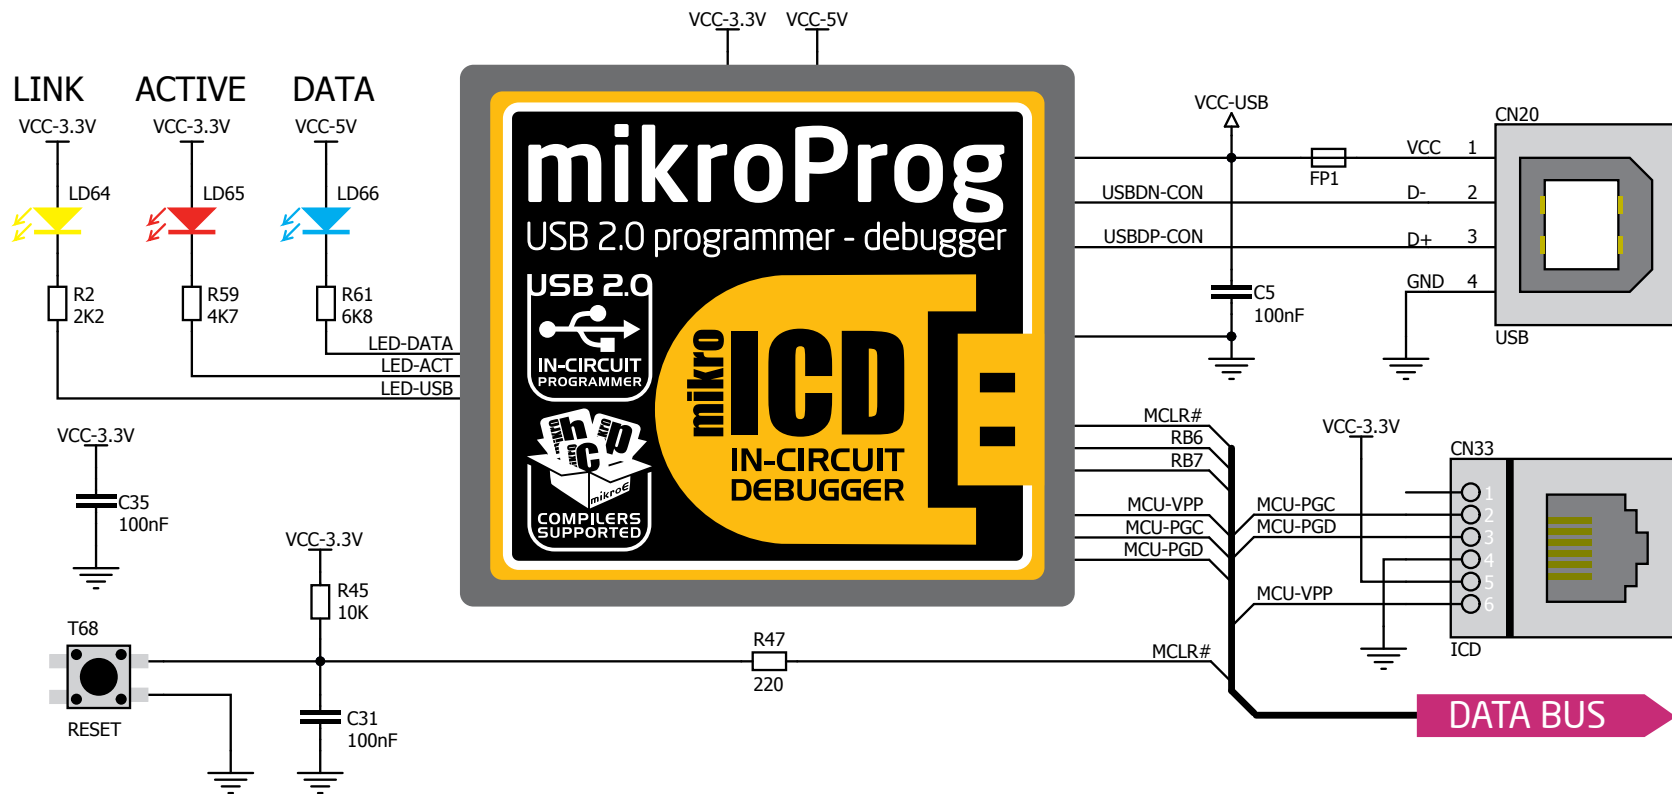 VCC-3.3V VCC-5V
LINK ACTIVE DATA
VCC-3.3V VCC-3.3V VCC-5V
LD64 LD65 LD66
R2 R59 R61
2K2 4K7 6K8
LED-DATA
LED-ACT
LED-USB
mikroProg
USB 2.0 programmer - debugger
USB 2.0
IN-CIRCUIT
PROGRAMMER
mikro ICD
IN-CIRCUIT
DEBUGGER
h p
c
mikroE
COMPILERS
SUPPORTED
VCC-USB
CN20
VCC 1
FP1
USBDN-CON D- 2
USBDP-CON D+ 3
GND 4
C5
100nF
USB
MCLR#
RB6
RB7
MCU-VPP
MCU-PGC
MCU-PGD
VCC-3.3V
CN33
1
MCU-PGC 2
MCU-PGD 3
4
5
MCU-VPP 6
ICD
VCC-3.3V
C35
100nF
VCC-3.3V
R45
10K
T68
RESET
C31
100nF
R47
220
MCLR#
DATA BUS